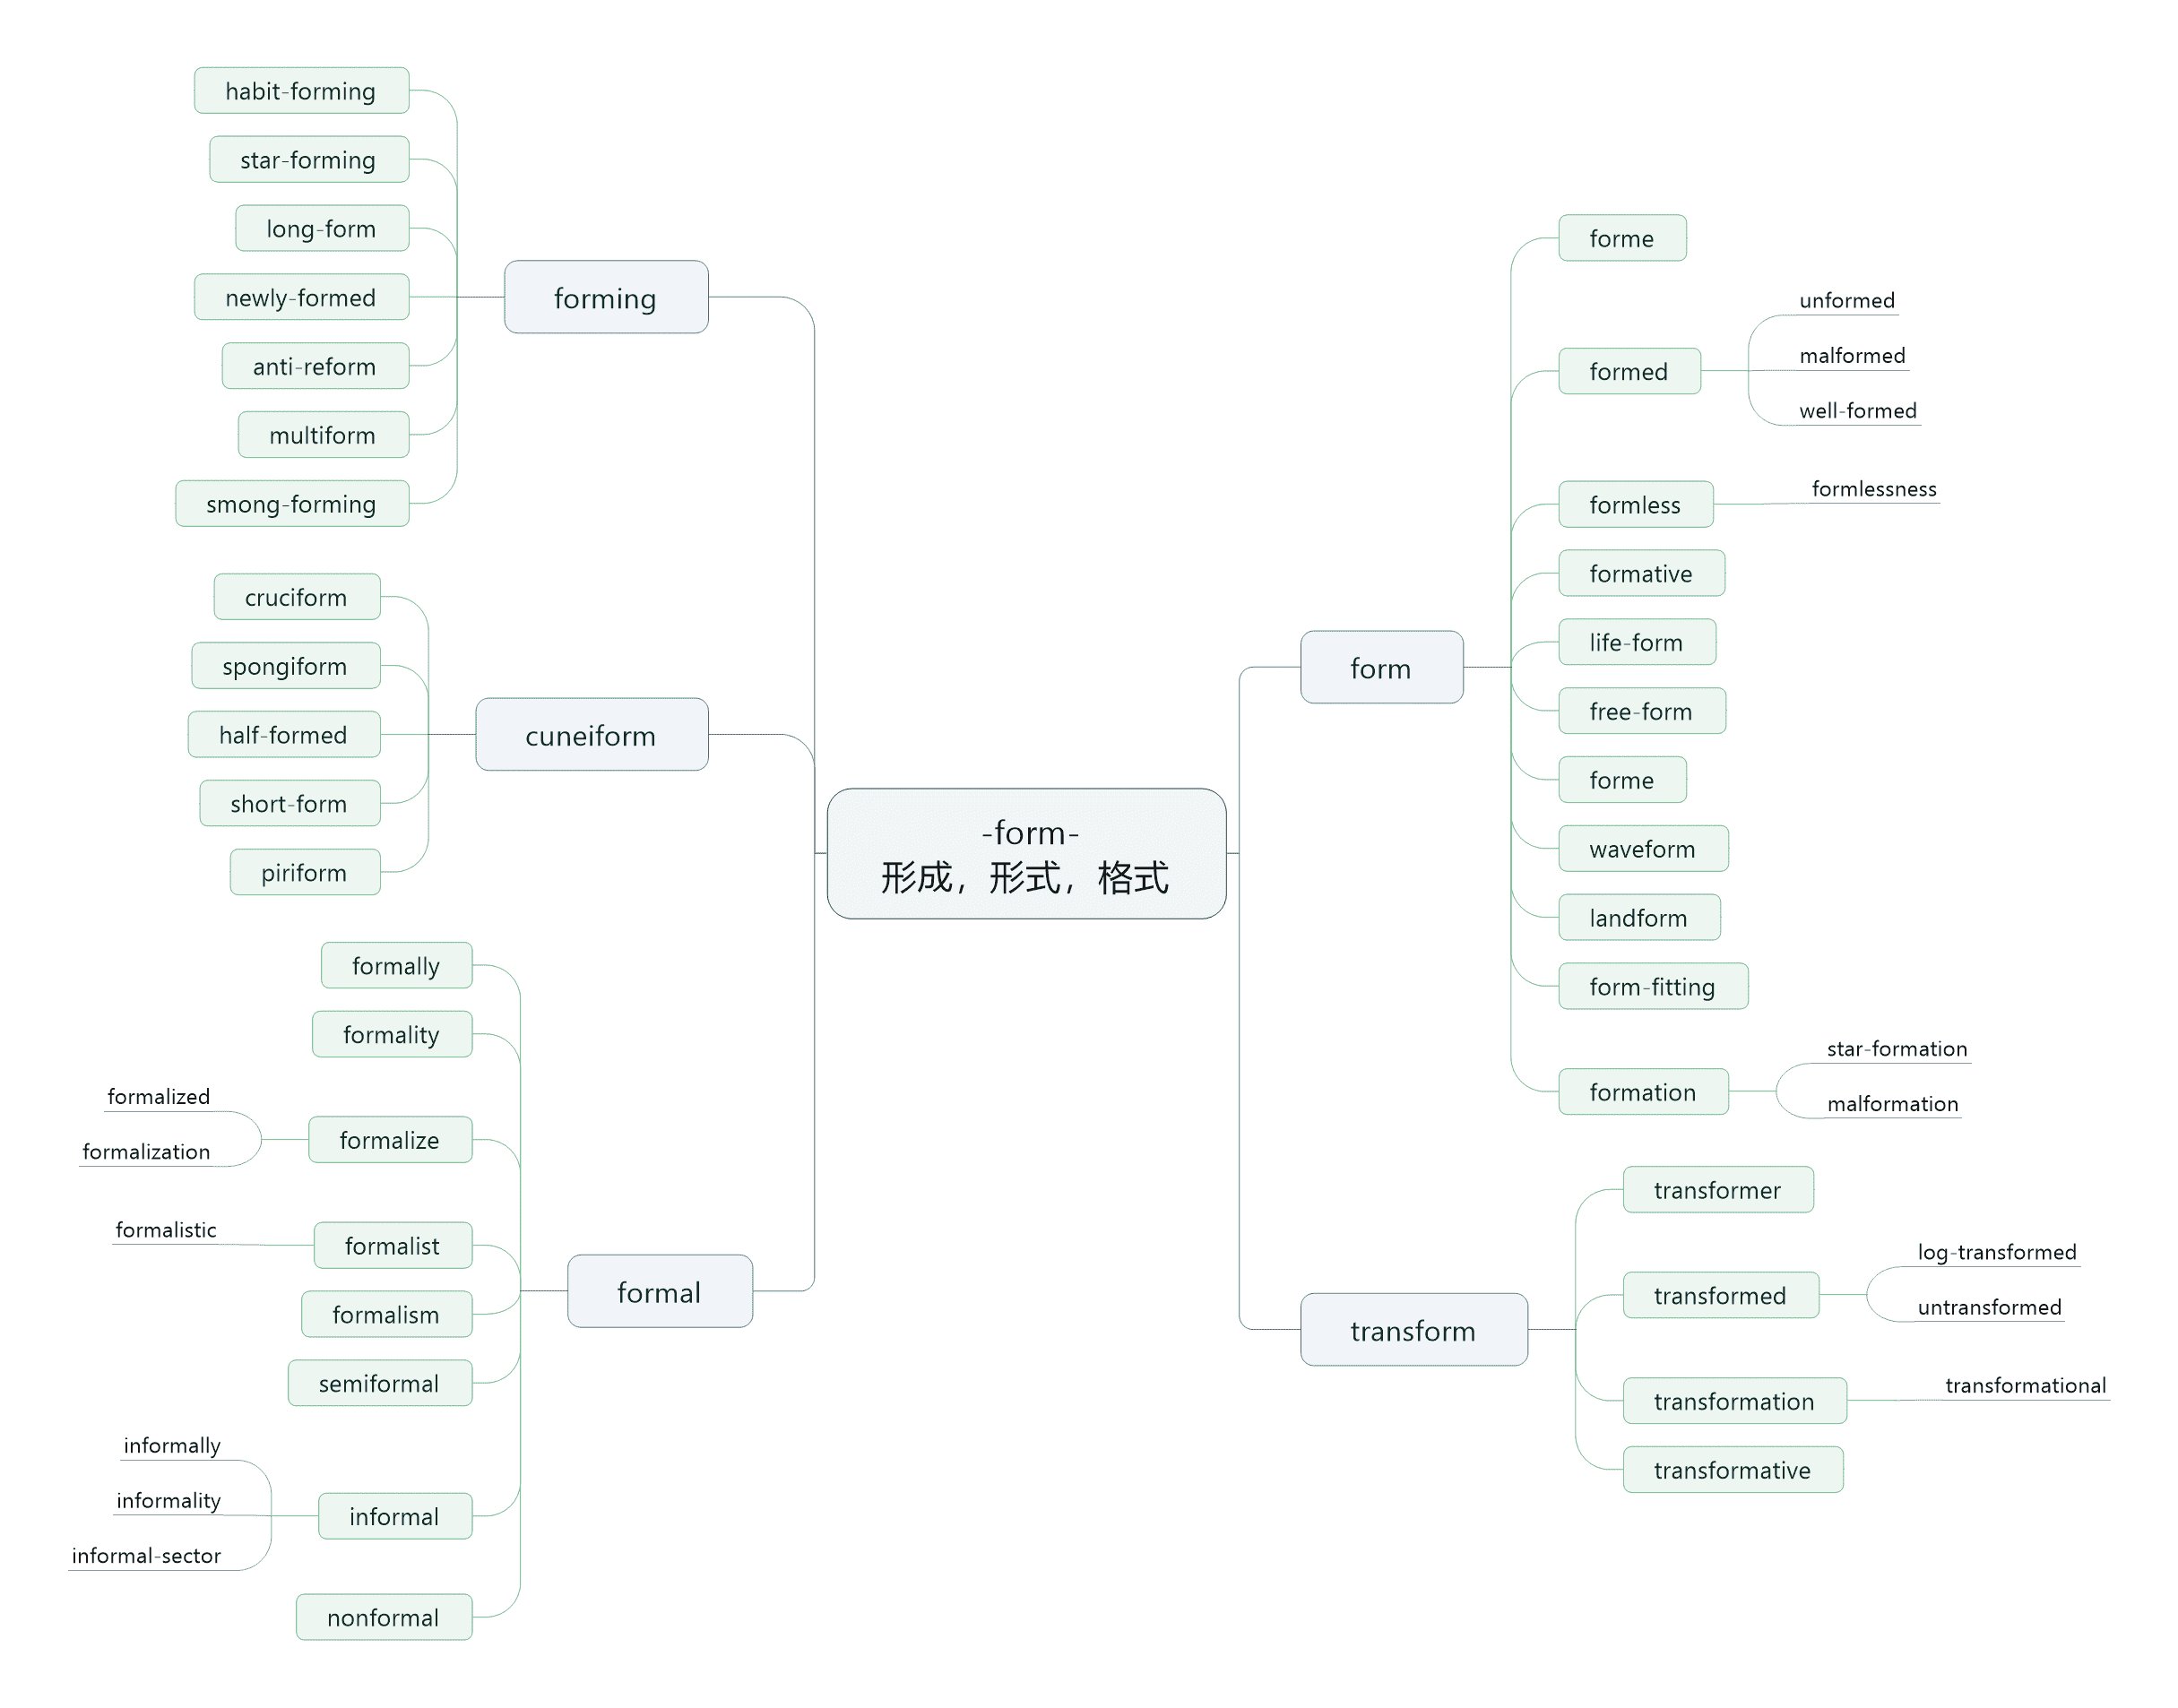 -form-
形成，形式，格式
form
forme
formed
unformed
malformed
well-formed
formless
formlessness
formative
life-form
free-form
forme
waveform
landform
form-fitting
formation
star-formation
malformation
transform
transformer
transformed
log-transformed
untransformed
transformation
transformational
transformative
forming
habit-forming
star-forming
long-form
newly-formed
anti-reform
multiform
smong-forming
cuneiform
cruciform
spongiform
half-formed
short-form
piriform
formal
formally
formality
formalize
formalized
formalization
formalist
formalistic
formalism
semiformal
informal
informally
informality
informal-sector
nonformal